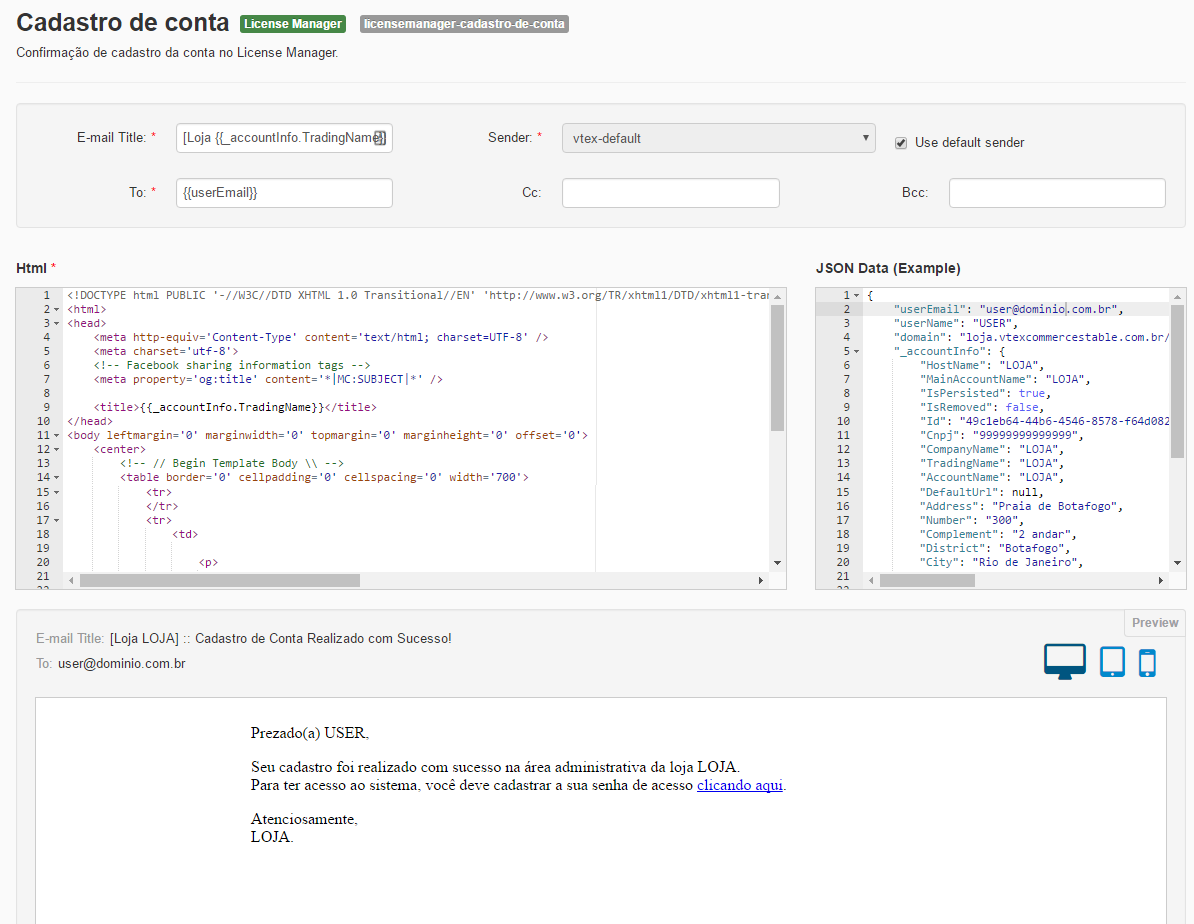 Cadastro de conta License Manager licensemanager-cadastro-de-conta
Confirmação de cadastro da conta no License Manager.
E-mail Title: * [Loja {{_accountInfo.TradingName}
Sender: * vtex-default
Use default sender
To: * {{userEmail}}
Cc:
Bcc:
Html *
1 <!DOCTYPE html PUBLIC '-//W3C//DTD XHTML 1.0 Transitional//EN' 'http://www.w3.org/TR/xhtml1/DTD/xhtml1-tran
2 <html>
3 <head>
4 <meta http-equiv='Content-Type' content='text/html; charset=UTF-8' />
5 <meta charset='utf-8'>
6 <!-- Facebook sharing information tags -->
7 <meta property='og:title' content='*|MC:SUBJECT|*' />
8
9 <title>{{_accountInfo.TradingName}}</title>
10 </head>
11 <body leftmargin='0' marginwidth='0' topmargin='0' marginheight='0' offset='0'>
12 <center>
13 <!-- // Begin Template Body \\ -->
14 <table border='0' cellpadding='0' cellspacing='0' width='700'>
15 <tr>
16 </tr>
17 <tr>
18 <td>
19
20 <p>
21
JSON Data (Example)
1 {
2 "userEmail": "user@dominio.com.br",
3 "userName": "USER",
4 "domain": "loja.vtexcommercestable.com.br/
5 "_accountInfo": {
6 "HostName": "LOJA",
7 "MainAccountName": "LOJA",
8 "IsPersisted": true,
9 "IsRemoved": false,
10 "Id": "49c1eb64-44b6-4546-8578-f64d082
11 "Cnpj": "99999999999999",
12 "CompanyName": "LOJA",
13 "TradingName": "LOJA",
14 "AccountName": "LOJA",
15 "DefaultUrl": null,
16 "Address": "Praia de Botafogo",
17 "Number": "300",
18 "Complement": "2 andar",
19 "District": "Botafogo",
20 "City": "Rio de Janeiro",
21
Preview
E-mail Title: [Loja LOJA] :: Cadastro de Conta Realizado com Sucesso!
To: user@dominio.com.br
Prezado(a) USER,
Seu cadastro foi realizado com sucesso na área administrativa da loja LOJA.
Para ter acesso ao sistema, você deve cadastrar a sua senha de acesso clicando aqui.
Atenciosamente,
LOJA.